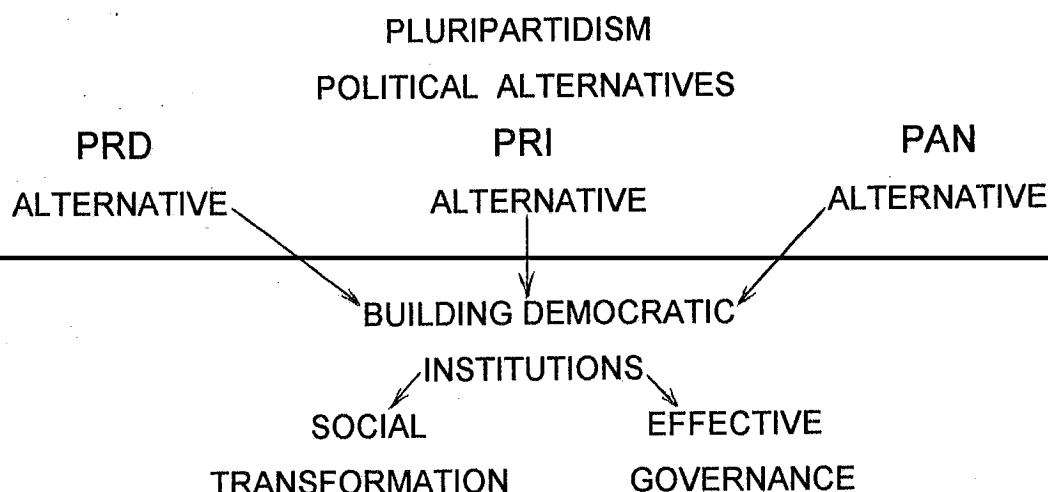 PLURIPARTIDISM
POLITICAL ALTERNATIVES
PRD PRI PAN
ALTERNATIVE ALTERNATIVE ALTERNATIVE
BUILDING DEMOCRATIC
INSTITUTIONS
SOCIAL EFFECTIVE
TRANSFORMATION GOVERNANCE